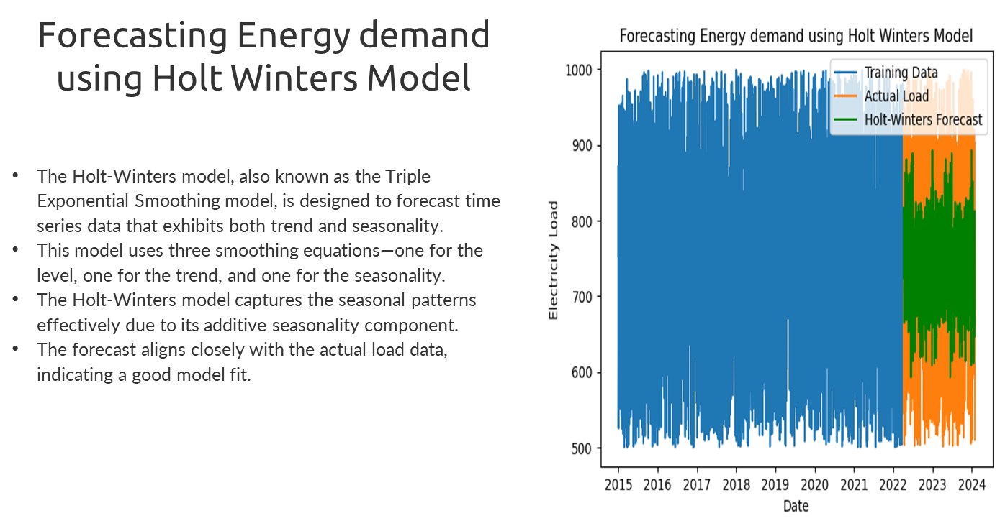 Forecasting Energy demand
using Holt Winters Model
• The Holt-Winters model, also known as the Triple
Exponential Smoothing model, is designed to forecast time
series data that exhibits both trend and seasonality.
• This model uses three smoothing equations—one for the
level, one for the trend, and one for the seasonality.
• The Holt-Winters model captures the seasonal patterns
effectively due to its additive seasonality component.
• The forecast aligns closely with the actual load data,
indicating a good model fit.
Forecasting Energy demand using Holt Winters Model
Training Data
Actual Load
Holt-Winters Forecast
Electricity Load
1000
900
800
700
600
500
2015 2016 2017 2018 2019 2020 2021 2022 2023 2024
Date